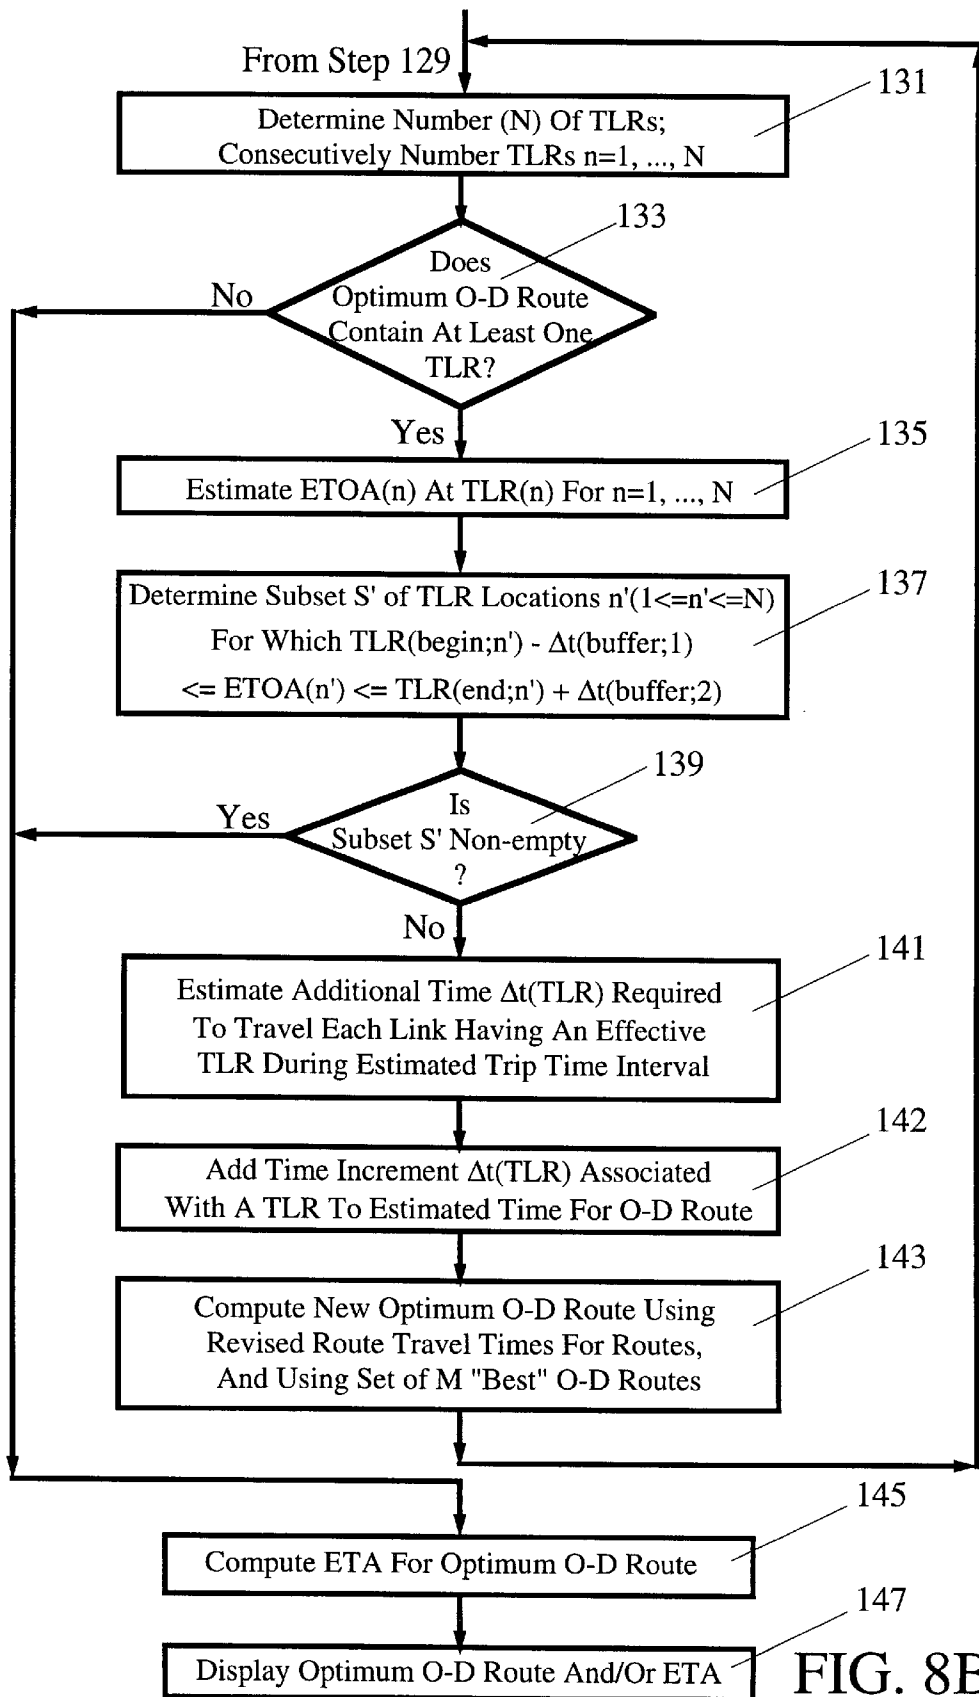 From Step 129
131
Determine Number (N) Of TLRs;
Consecutively Number TLRs n=1, ..., N
133
Does
Optimum O-D Route
Contain At Least One
TLR?
No
Yes
135
Estimate ETOA(n) At TLR(n) For n=1, ..., N
137
Determine Subset S' of TLR Locations n'(1<=n'<=N)
For Which TLR(begin;n') - Δt(buffer;1)
<= ETOA(n') <= TLR(end;n') + Δt(buffer;2)
139
Is
Subset S' Non-empty
?
Yes
No
141
Estimate Additional Time Δt(TLR) Required
To Travel Each Link Having An Effective
TLR During Estimated Trip Time Interval
142
Add Time Increment Δt(TLR) Associated
With A TLR To Estimated Time For O-D Route
143
Compute New Optimum O-D Route Using
Revised Route Travel Times For Routes,
And Using Set of M "Best" O-D Routes
145
Compute ETA For Optimum O-D Route
147
Display Optimum O-D Route And/Or ETA
FIG. 8B